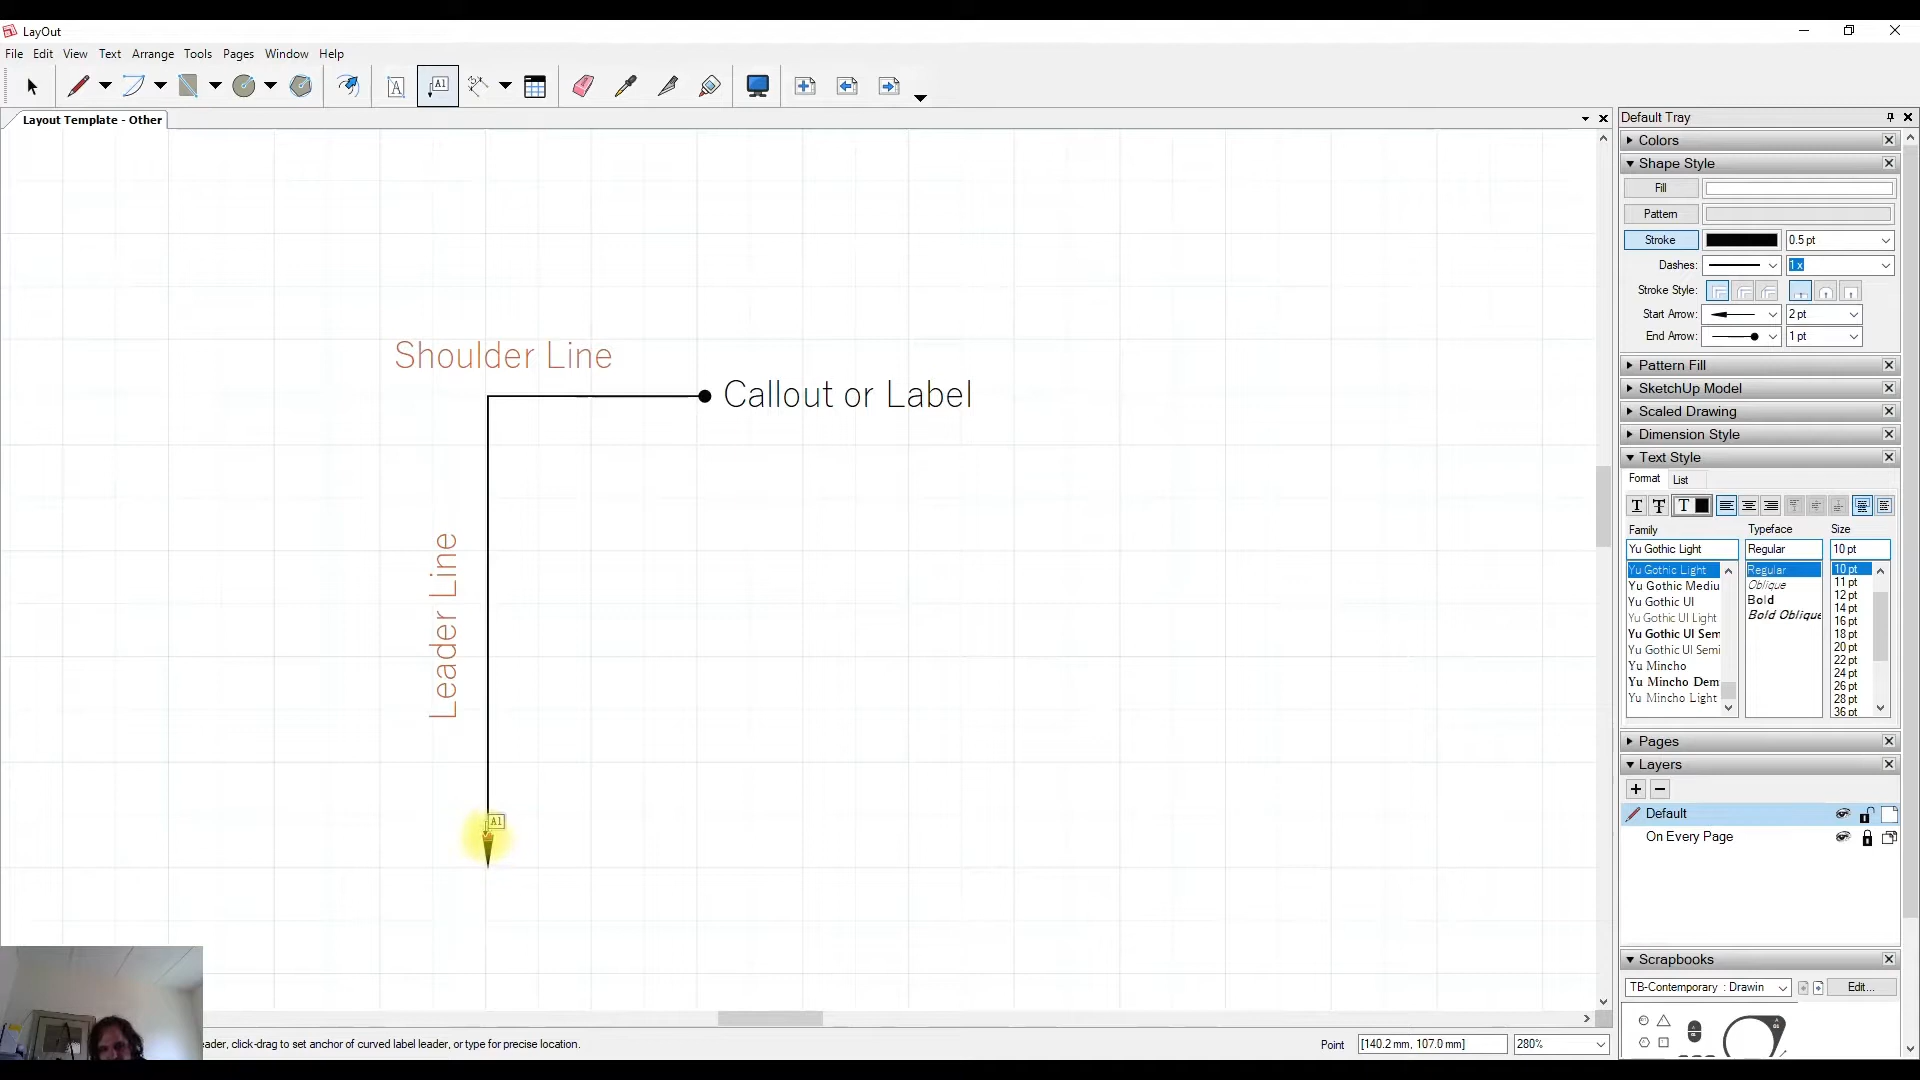 LayOut
File Edit View Text Arrange Tools Pages Window Help
A1
Layout Template - Other
Default Tray
Colors
Shape Style
Fill
Pattern
Stroke 0.5 pt
Dashes: 1 x
Stroke Style:
Start Arrow: 2 pt
End Arrow: 1 pt
Pattern Fill
SketchUp Model
Scaled Drawing
Dimension Style
Text Style
Format List
Family Typeface Size
Yu Gothic Light Regular 10 pt
Yu Gothic Light Regular 10 pt
Yu Gothic Mediu Oblique 11 pt
Yu Gothic UI Bold 12 pt
Yu Gothic UI Light Bold Oblique 14 pt
Yu Gothic UI Sem 16 pt
Yu Gothic UI Semi 18 pt
Yu Mincho 20 pt
Yu Mincho Dem 22 pt
Yu Mincho Light 24 pt
26 pt
28 pt
36 pt
Pages
Layers
Default
On Every Page
Scrapbooks
TB-Contemporary : Drawin Edit...
Shoulder Line
Callout or Label
Leader Line
A1
eader, click-drag to set anchor of curved label leader, or type for precise location.
Point [140.2 mm, 107.0 mm] 280%